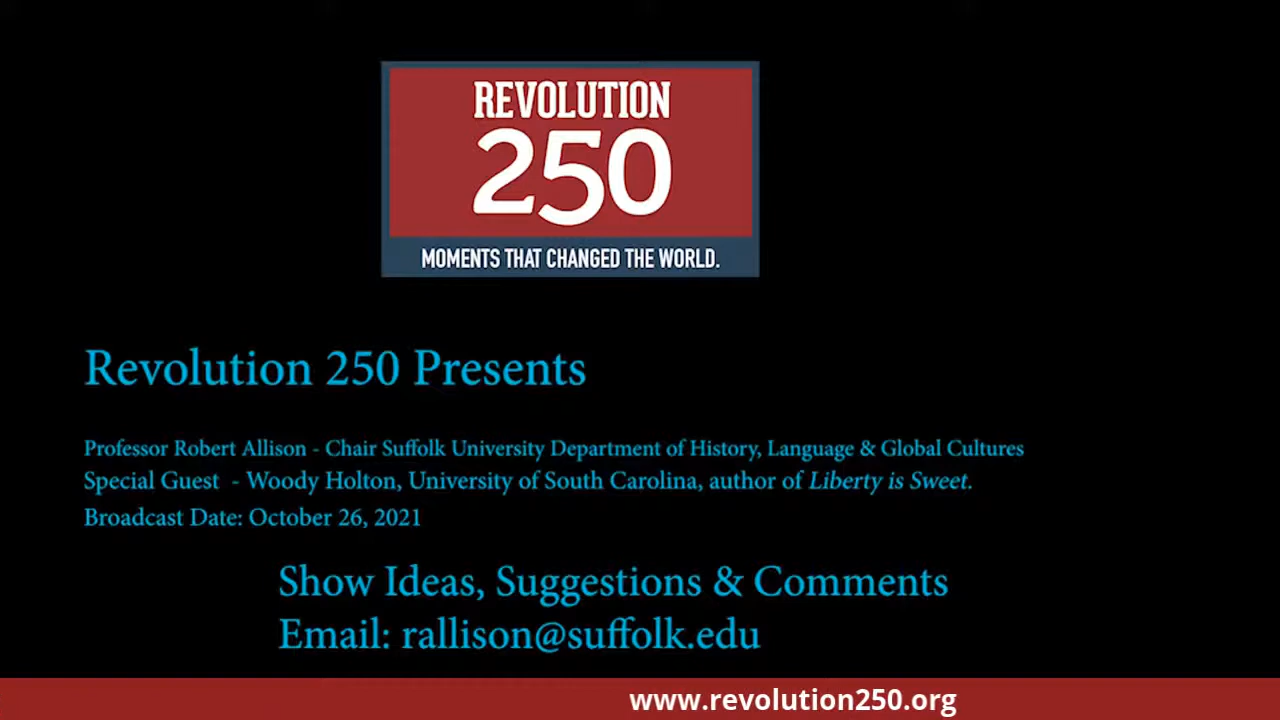 REVOLUTION
250
MOMENTS THAT CHANGED THE WORLD.
Revolution 250 Presents
Professor Robert Allison - Chair Suffolk University Department of History, Language & Global Cultures
Special Guest - Woody Holton, University of South Carolina, author of Liberty is Sweet.
Broadcast Date: October 26, 2021
Show Ideas, Suggestions & Comments
Email: rallison@suffolk.edu
www.revolution250.org